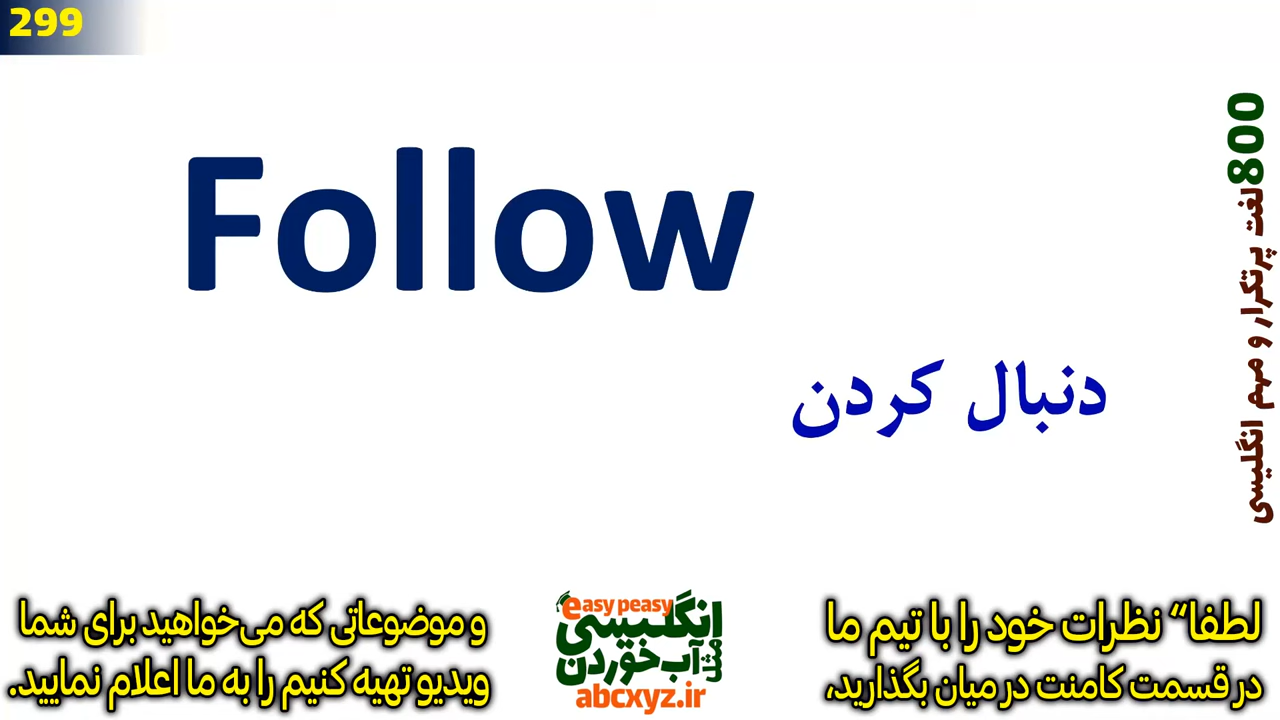 299
Follow
دنبال کردن
800 لغت پرتکرار و مهم انگلیسی
لطفا“ نظرات خود را با تیم ما
در قسمت کامنت در میان بگذارید،
و موضوعاتی که می‌خواهید برای شما
ویدیو تهیه کنیم را به ما اعلام نمایید.
easy peasy
انگلیسی
مثل آب خوردن
abcxyz.ir